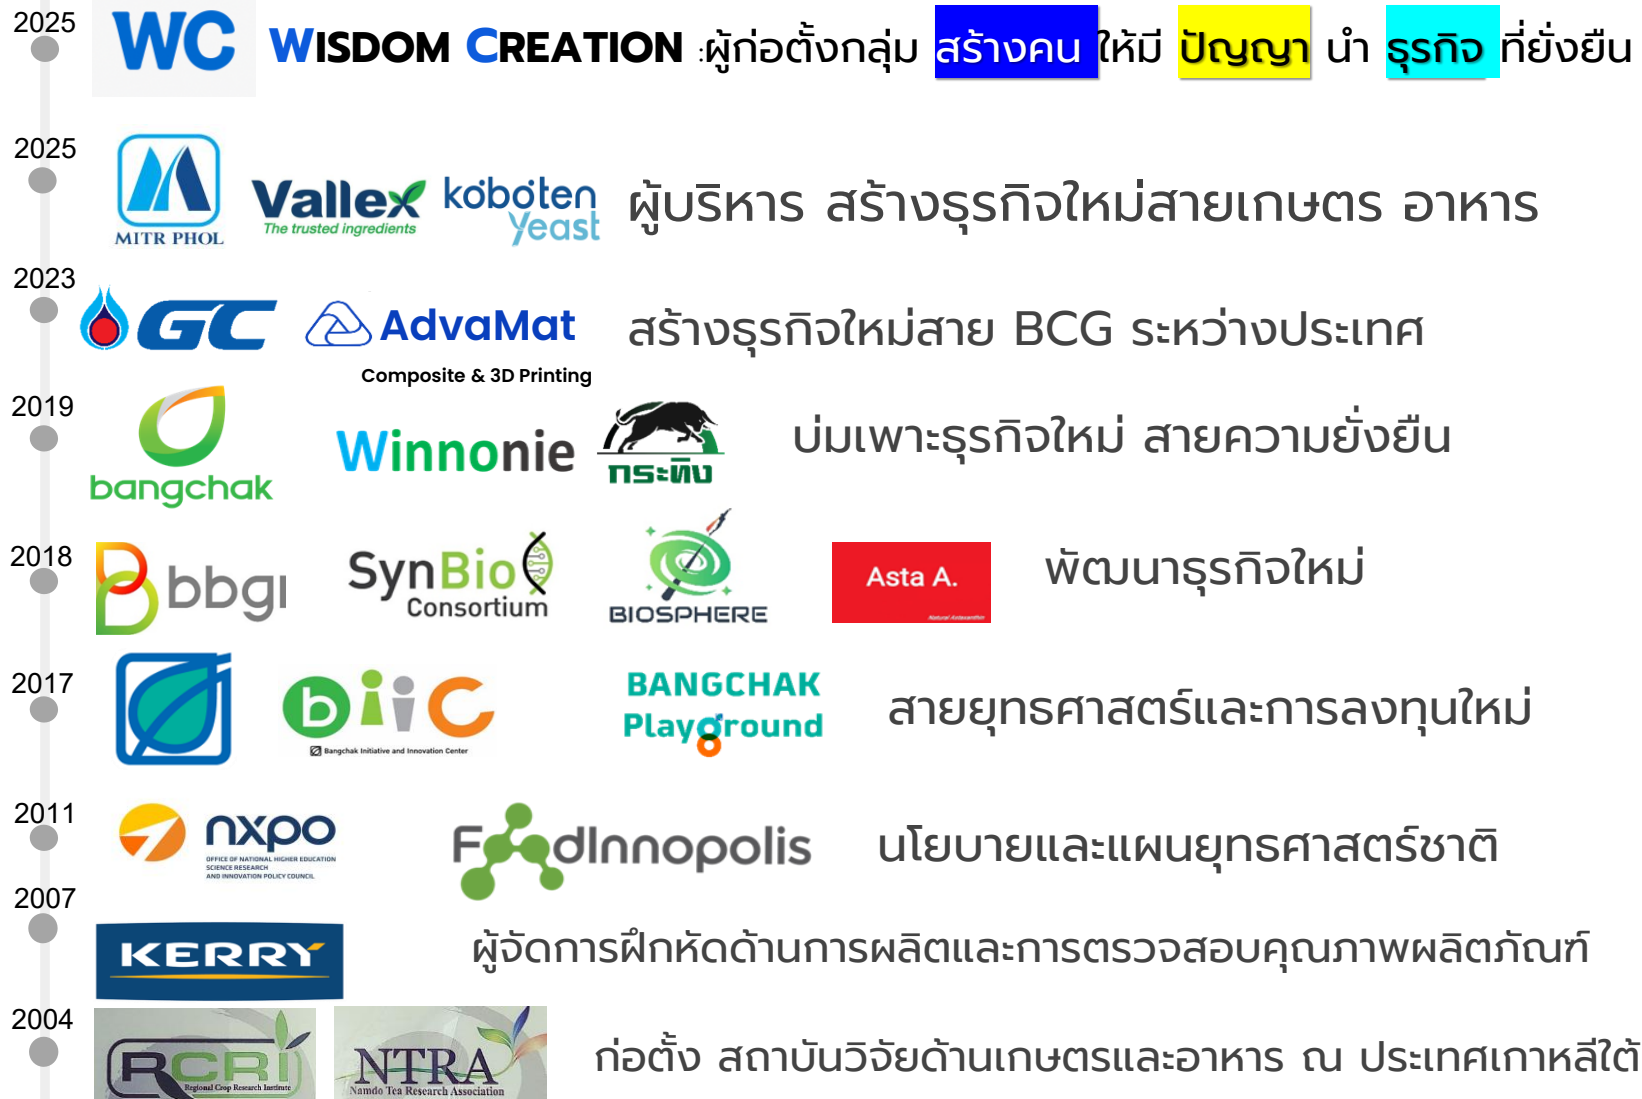 2025
WC WISDOM CREATION :ผู้ก่อตั้งกลุ่ม สร้างคน ให้มี ปัญญา นำ ธุรกิจ ที่ยั่งยืน
2025
MITR PHOL
Vallex
The trusted ingredients
koboten
Yeast
ผู้บริหาร สร้างธุรกิจใหม่สายเกษตร อาหาร
2023
GC
AdvaMat
Composite & 3D Printing
สร้างธุรกิจใหม่สาย BCG ระหว่างประเทศ
2019
bangchak
Winnonie
กระทิง
บ่มเพาะธุรกิจใหม่ สายความยั่งยืน
2018
bbgi
SynBio
Consortium
BIOSPHERE
Asta A.
Natural Astaxanthin
พัฒนาธุรกิจใหม่
2017
biiC
Bangchak Initiative and Innovation Center
BANGCHAK
Playground
สายยุทธศาสตร์และการลงทุนใหม่
2011
nxpo
OFFICE OF NATIONAL HIGHER EDUCATION
SCIENCE RESEARCH
AND INNOVATION POLICY COUNCIL
FoodInnopolis
นโยบายและแผนยุทธศาสตร์ชาติ
2007
KERRY
ผู้จัดการฝึกหัดด้านการผลิตและการตรวจสอบคุณภาพผลิตภัณฑ์
2004
RCRI
Regional Crop Research Institute
NTRA
Namdo Tea Research Association
ก่อตั้ง สถาบันวิจัยด้านเกษตรและอาหาร ณ ประเทศเกาหลีใต้